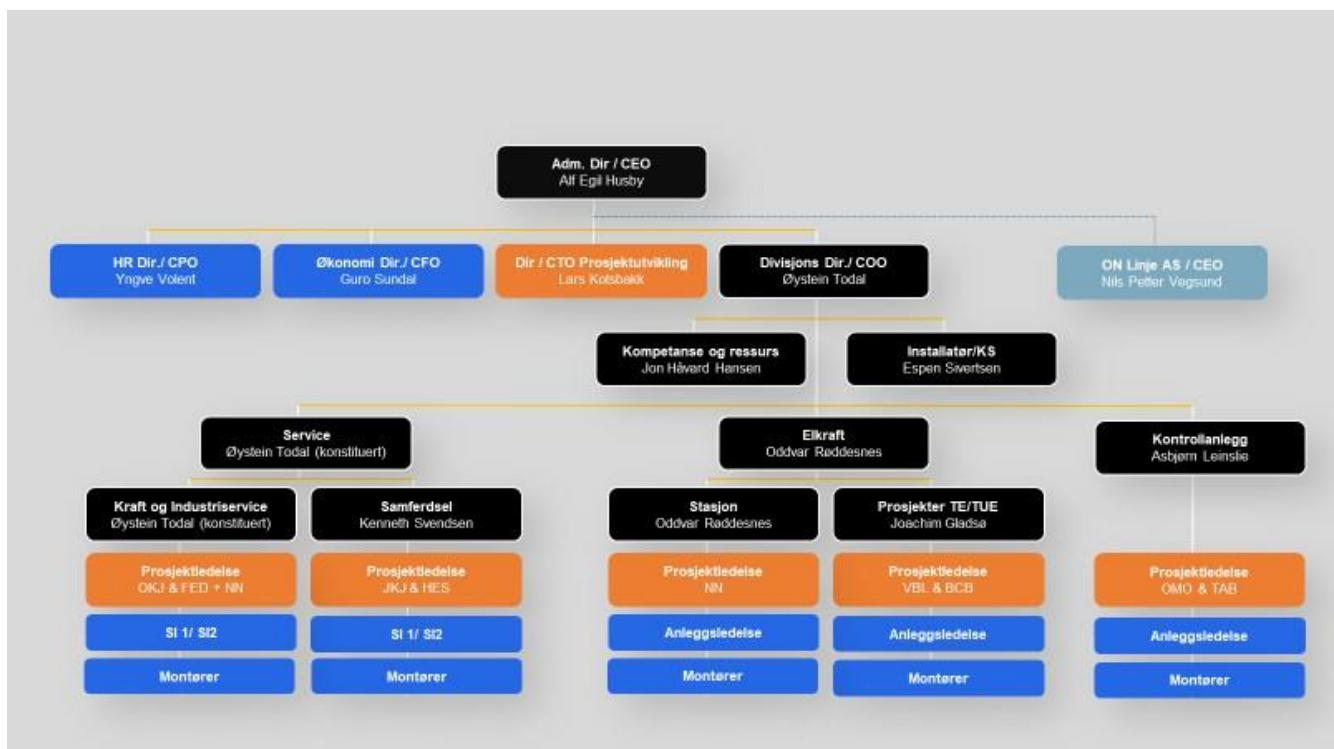 Adm. Dir / CEO
Alf Egil Husby
HR Dir./ CPO
Yngve Volent
Økonomi Dir./ CFO
Guro Sundal
Dir / CTO Prosjektutvikling
Lars Kotsbakk
Divisjons Dir./ COO
Øystein Todal
ON Linje AS / CEO
Nils Petter Vegsund
Kompetanse og ressurs
Jon Håvard Hansen
Installatør/KS
Espen Sivertsen
Service
Øystein Todal (konstituert)
Elkraft
Oddvar Røddesnes
Kontrollanlegg
Asbjørn Leinslie
Kraft og Industriservice
Øystein Todal (konstituert)
Samferdsel
Kenneth Svendsen
Stasjon
Oddvar Røddesnes
Prosjekter TE/TUE
Joachim Gladsø
Prosjektledelse
OKJ & FED + NN
Prosjektledelse
JKJ & HES
Prosjektledelse
NN
Prosjektledelse
VBL & BCB
Prosjektledelse
OMO & TAB
SI 1/ SI2
SI 1/ SI2
Anleggsledelse
Anleggsledelse
Anleggsledelse
Montører
Montører
Montører
Montører
Montører